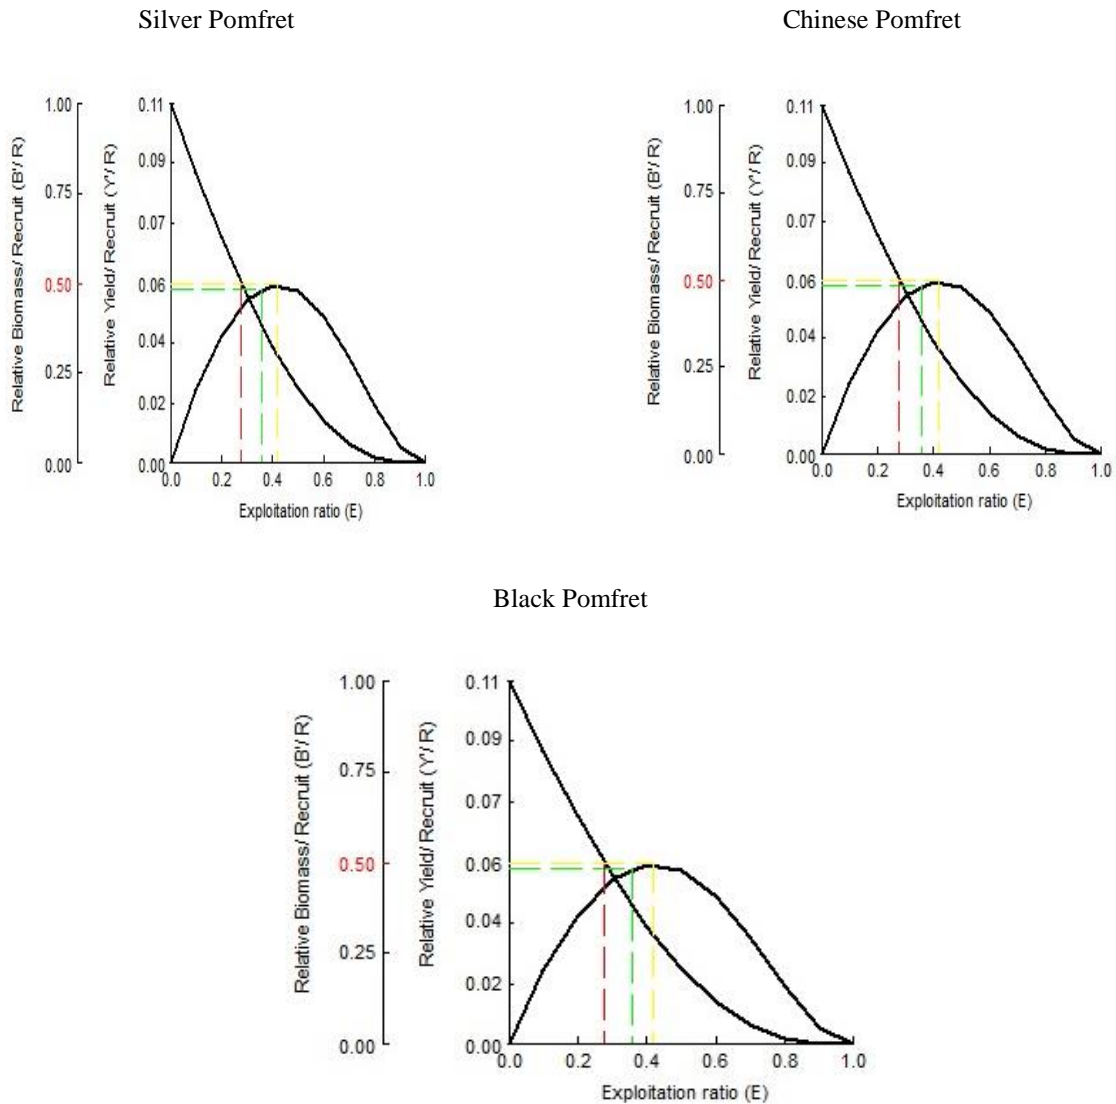 Silver Pomfret
Relative Biomass/ Recruit (B'/ R)
1.00
0.75
0.50
0.25
0.00
Relative Yield/ Recruit (Y'/ R)
0.11
0.09
0.07
0.06
0.04
0.02
0.00
0.0 0.2 0.4 0.6 0.8 1.0
Exploitation ratio (E)
Chinese Pomfret
Relative Biomass/ Recruit (B'/ R)
1.00
0.75
0.50
0.25
0.00
Relative Yield/ Recruit (Y'/ R)
0.11
0.09
0.07
0.06
0.04
0.02
0.00
0.0 0.2 0.4 0.6 0.8 1.0
Exploitation ratio (E)
Black Pomfret
Relative Biomass/ Recruit (B'/ R)
1.00
0.75
0.50
0.25
0.00
Relative Yield/ Recruit (Y'/ R)
0.11
0.09
0.07
0.06
0.04
0.02
0.00
0.0 0.2 0.4 0.6 0.8 1.0
Exploitation ratio (E)